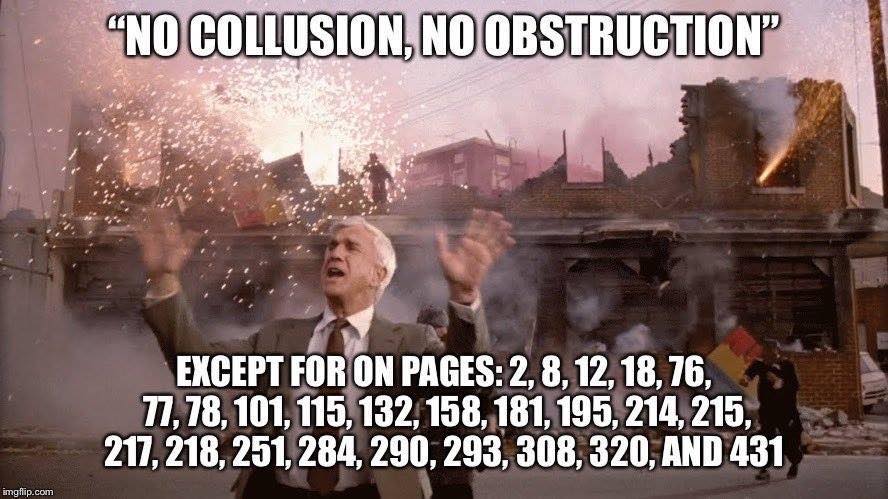 “NO COLLUSION, NO OBSTRUCTION”
EXCEPT FOR ON PAGES: 2, 8, 12, 18, 76,
77, 78, 101, 115, 132, 158, 181, 195, 214, 215,
217, 218, 251, 284, 290, 293, 308, 320, AND 431
imgflip.com